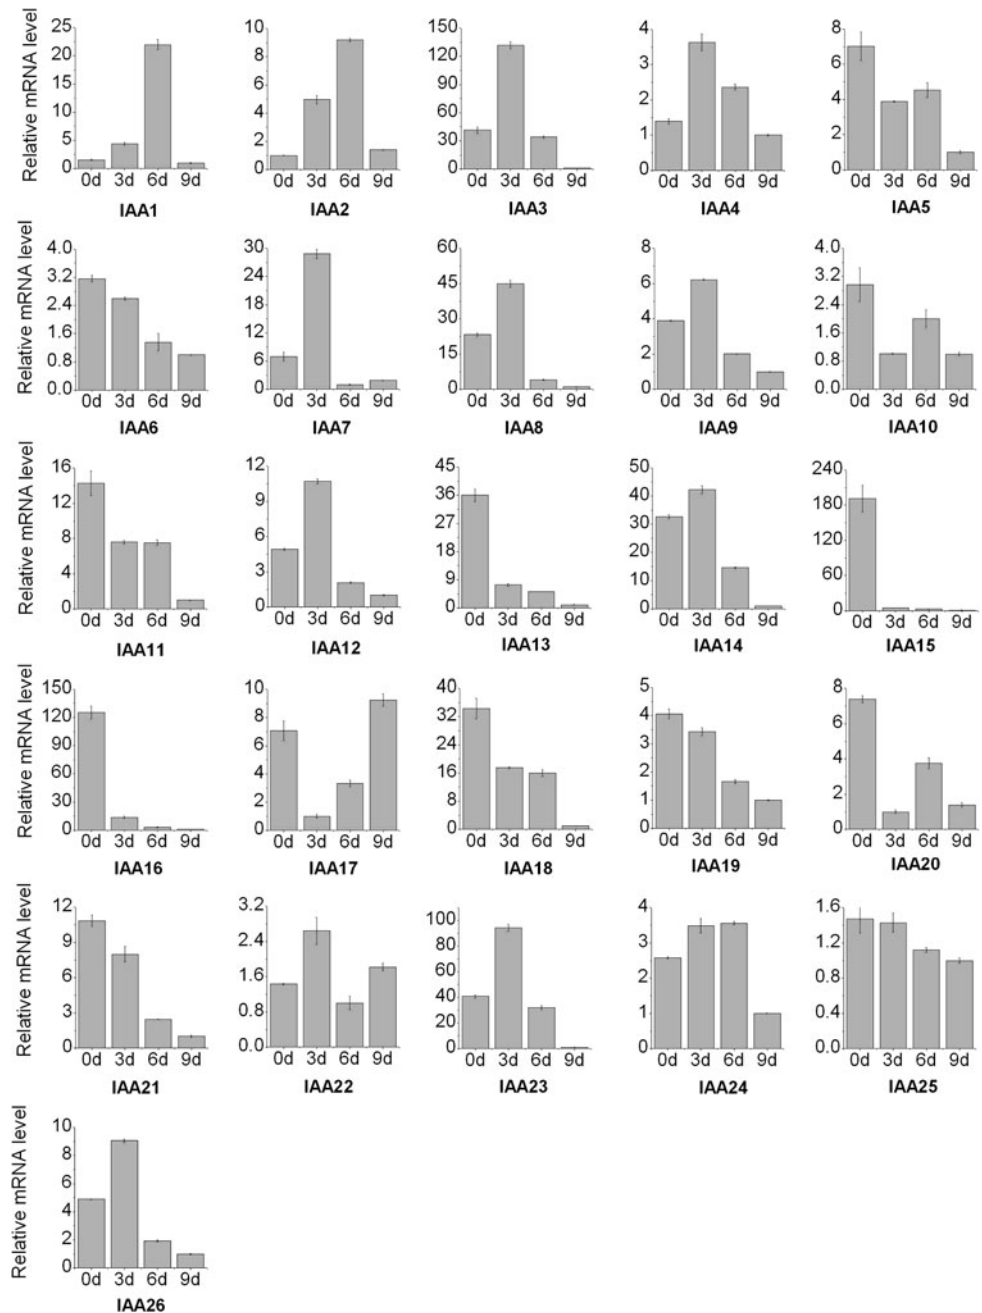 Relative mRNA level
25
20
15
10
5
0
0d 3d 6d 9d
IAA1
10
8
6
4
2
0
0d 3d 6d 9d
IAA2
150
120
90
60
30
0
0d 3d 6d 9d
IAA3
4
3
2
1
0
0d 3d 6d 9d
IAA4
8
6
4
2
0
0d 3d 6d 9d
IAA5
Relative mRNA level
4.0
3.2
2.4
1.6
0.8
0.0
0d 3d 6d 9d
IAA6
30
24
18
12
6
0
0d 3d 6d 9d
IAA7
60
45
30
15
0
0d 3d 6d 9d
IAA8
8
6
4
2
0
0d 3d 6d 9d
IAA9
4.0
3.2
2.4
1.6
0.8
0.0
0d 3d 6d 9d
IAA10
Relative mRNA level
16
12
8
4
0
0d 3d 6d 9d
IAA11
12
9
6
3
0
0d 3d 6d 9d
IAA12
45
36
27
18
9
0
0d 3d 6d 9d
IAA13
50
40
30
20
10
0
0d 3d 6d 9d
IAA14
240
180
120
60
0
0d 3d 6d 9d
IAA15
Relative mRNA level
150
120
90
60
30
0
0d 3d 6d 9d
IAA16
10
8
6
4
2
0
0d 3d 6d 9d
IAA17
40
32
24
16
8
0
0d 3d 6d 9d
IAA18
5
4
3
2
1
0
0d 3d 6d 9d
IAA19
8
6
4
2
0
0d 3d 6d 9d
IAA20
Relative mRNA level
12
9
6
3
0
0d 3d 6d 9d
IAA21
3.2
2.4
1.6
0.8
0.0
0d 3d 6d 9d
IAA22
100
80
60
40
20
0
0d 3d 6d 9d
IAA23
4
3
2
1
0
0d 3d 6d 9d
IAA24
1.6
1.2
0.8
0.4
0.0
0d 3d 6d 9d
IAA25
Relative mRNA level
10
8
6
4
2
0
0d 3d 6d 9d
IAA26